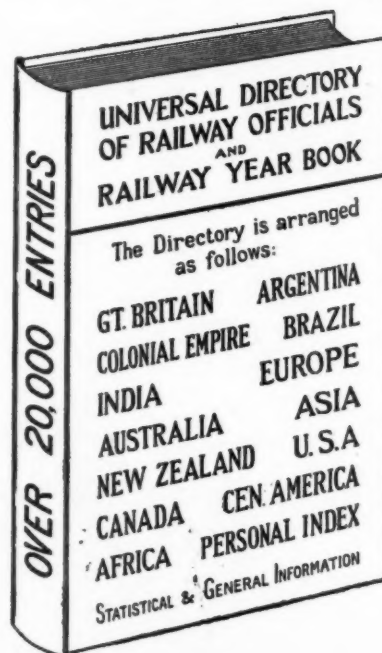 OVER 20,000 ENTRIES
UNIVERSAL DIRECTORY
OF RAILWAY OFFICIALS
AND
RAILWAY YEAR BOOK
The Directory is arranged
as follows:
GT. BRITAIN ARGENTINA
COLONIAL EMPIRE BRAZIL
INDIA EUROPE
AUSTRALIA ASIA
NEW ZEALAND U.S.A
CANADA CEN. AMERICA
AFRICA PERSONAL INDEX
STATISTICAL & GENERAL INFORMATION